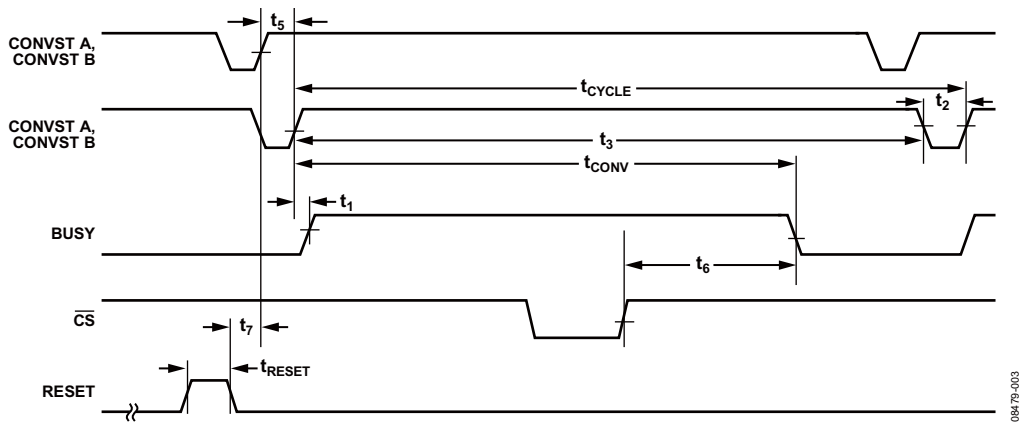 t5
CONVST A,
CONVST B
tCYCLE
t2
CONVST A,
CONVST B
t3
tCONV
t1
BUSY
t6
CS
t7
tRESET
RESET
08479-003